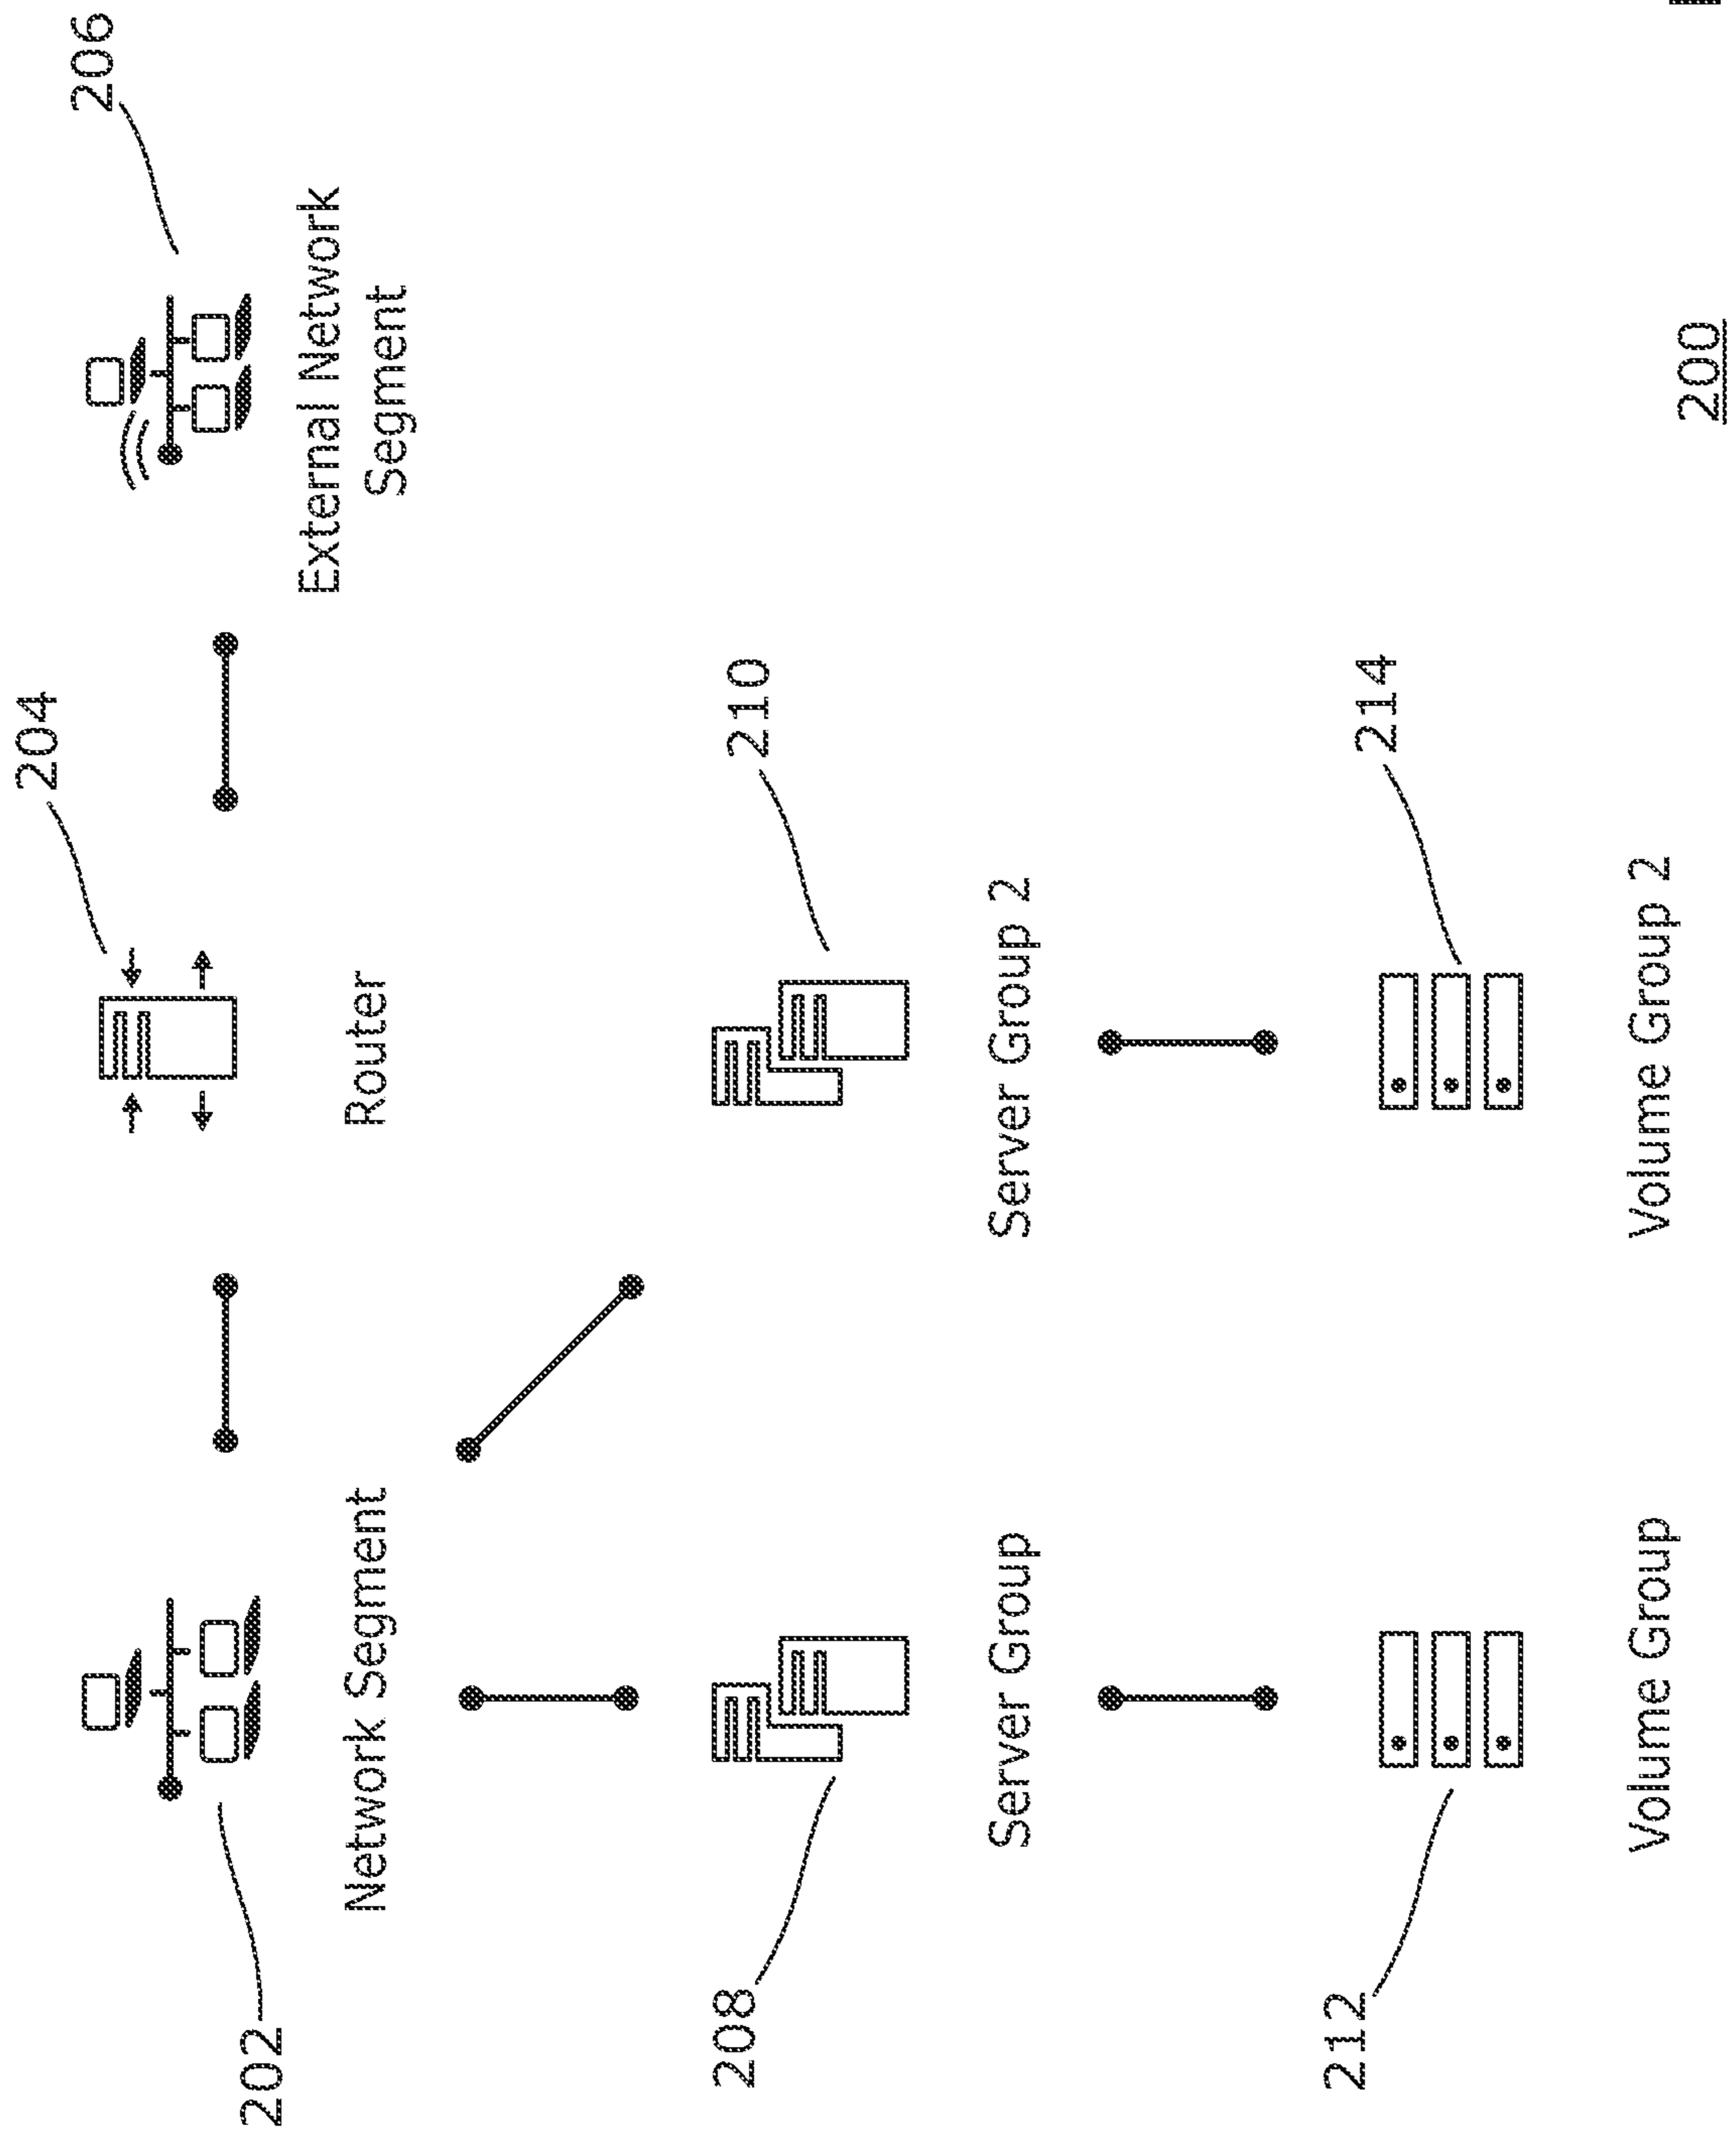 204
206
202
Network Segment
Router
External Network
Segment
208
210
Server Group
Server Group 2
212
214
Volume Group
Volume Group 2
200